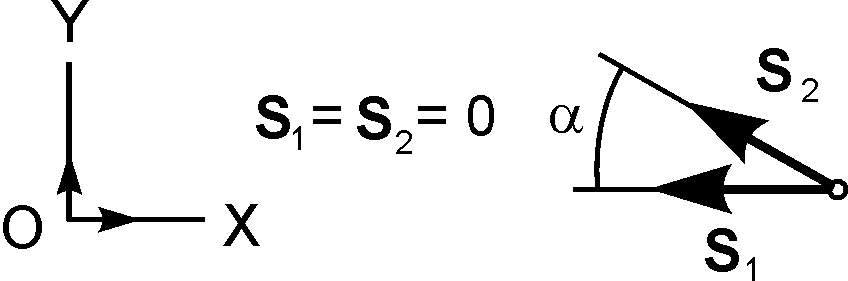 Y
O
X
S₁ = S₂ = 0
α
S₂
S₁